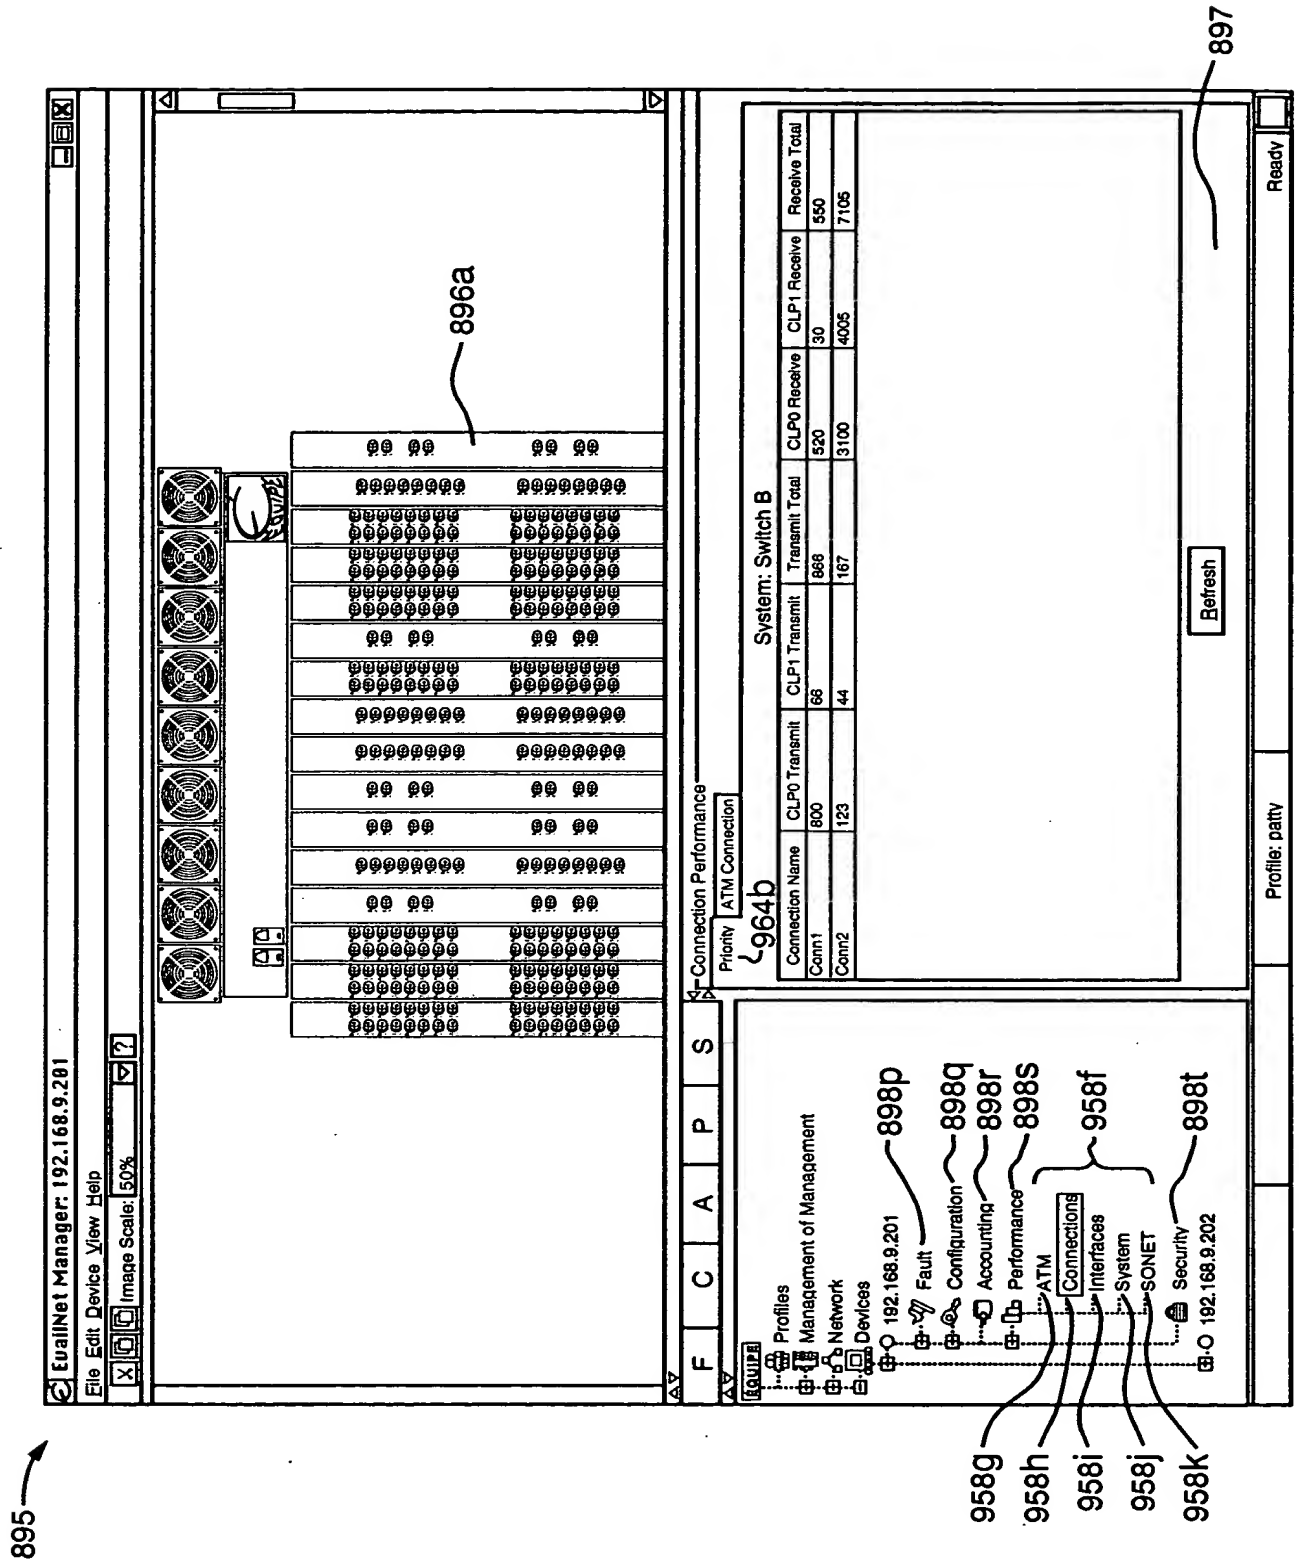 895
EvailNet Manager: 192.168.9.201
File Edit Device View Help
Image Scale: 50% ?
EQUIPE
896a
F C A P S
EQUIPE
Profiles
Management of Management
Network
Devices
192.168.9.201
Fault
Configuration
Accounting
Performance
ATM
Connections
Interfaces
System
SONET
Security
192.168.9.202
898p
898q
898r
898s
958f
898t
958g
958h
958i
958j
958k
Connection Performance
Priority ATM Connection
964b
System: Switch B
Connection Name CLP0 Transmit CLP1 Transmit Transmit Total CLP0 Receive CLP1 Receive Receive Total
Conn1 800 66 866 520 30 550
Conn2 123 44 167 3100 4005 7105
Refresh
897
Profile: patty Ready